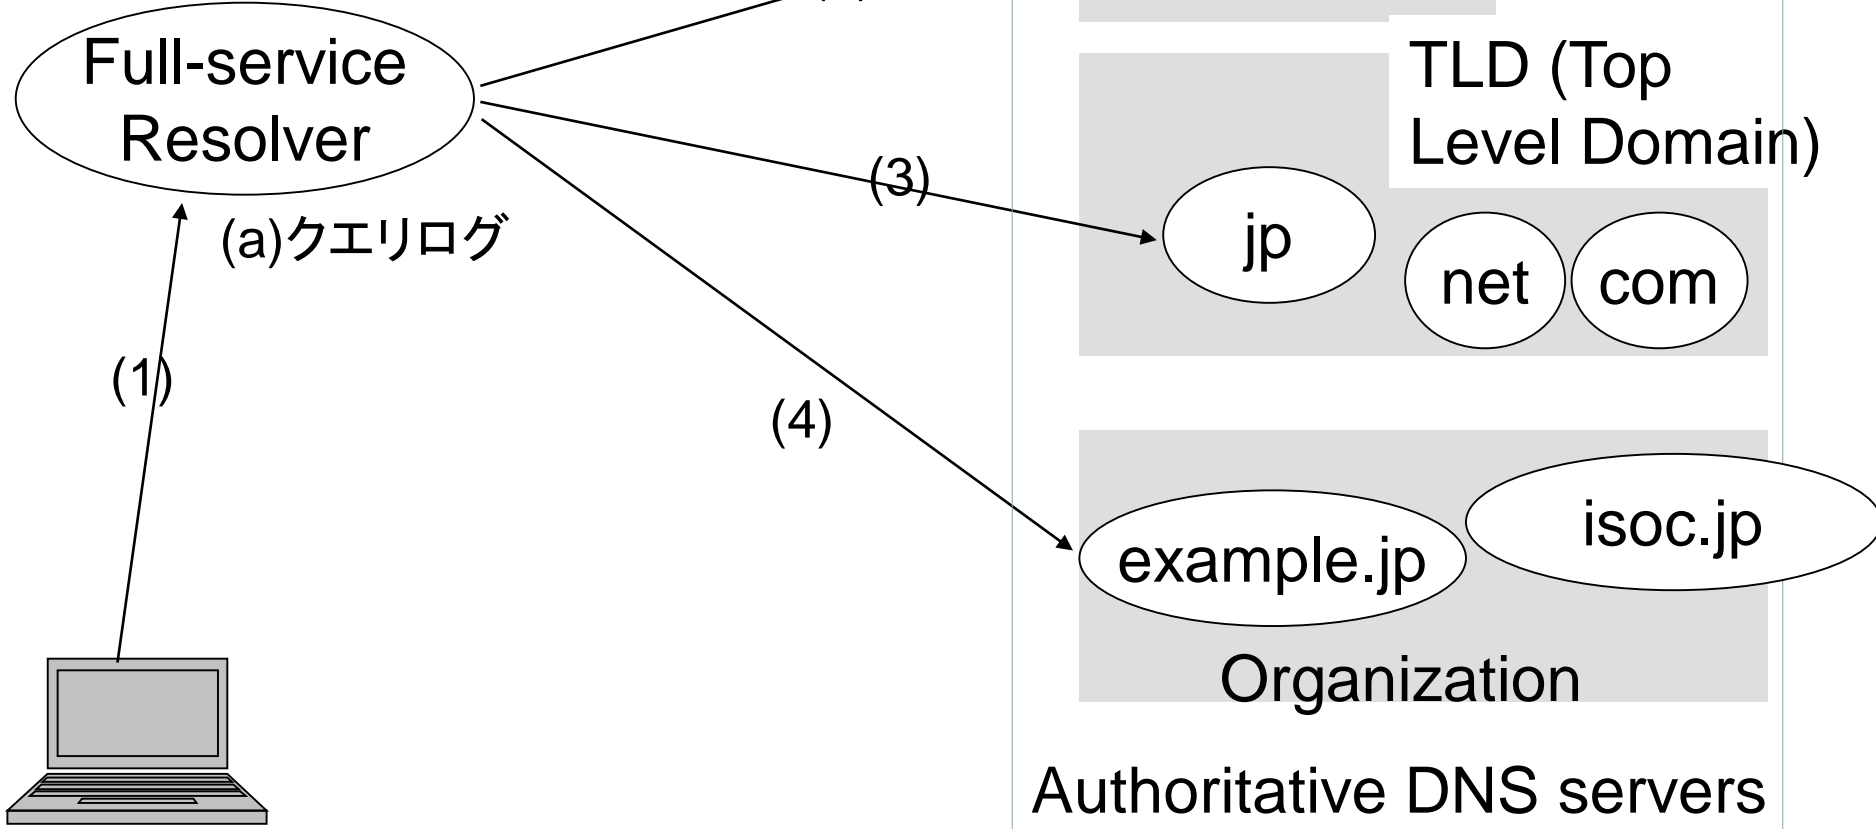 Full-service
Resolver
(a)クエリログ
(1)
(3)
(4)
TLD (Top
Level Domain)
jp
net
com
example.jp
isoc.jp
Organization
Authoritative DNS servers